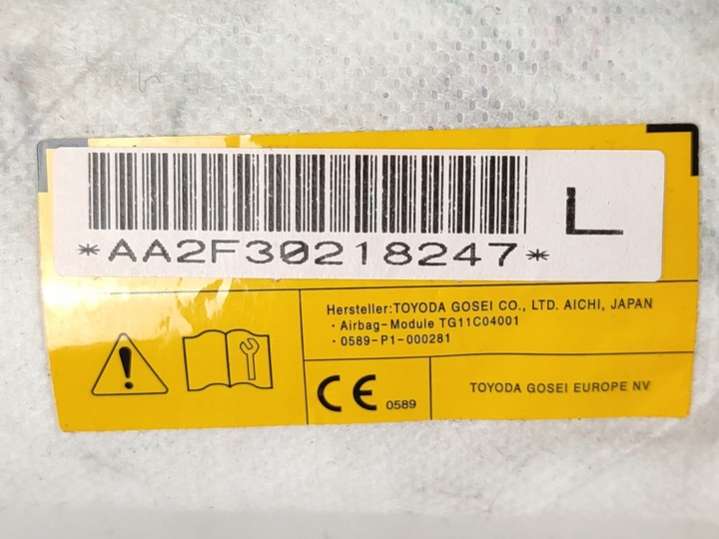 *AA2F30218247*
L
Hersteller:TOYODA GOSEI CO., LTD. AICHI, JAPAN
・Airbag-Module TG11C04001
・0589-P1-000281
CE 0589
TOYODA GOSEI EUROPE NV